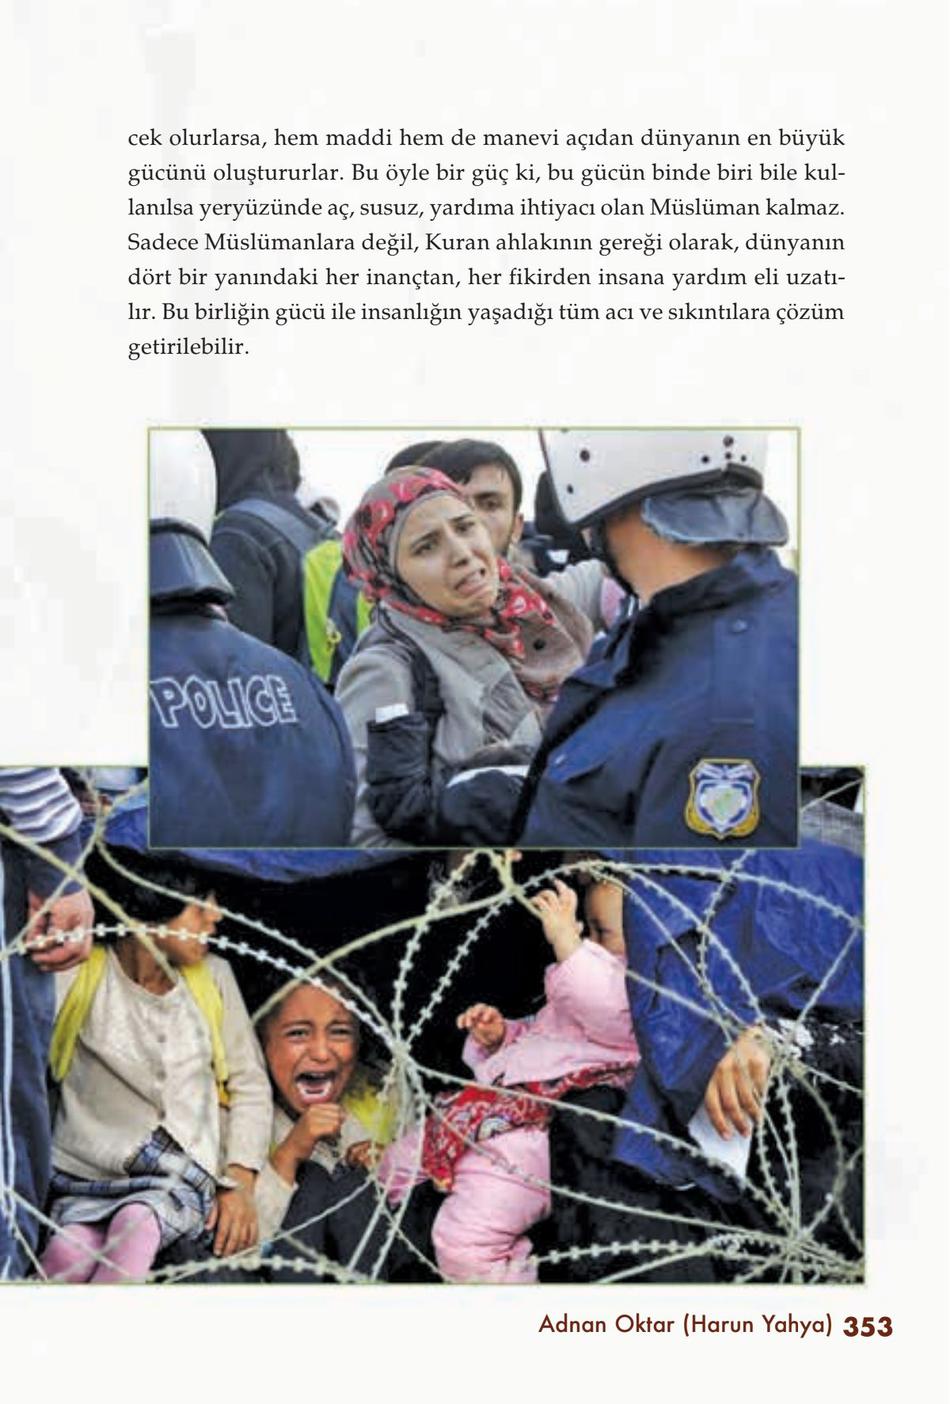 cek olurlarsa, hem maddi hem de manevi açıdan dünyanın en büyük
gücünü oluştururlar. Bu öyle bir güç ki, bu gücün binde biri bile kul-
lanılsa yeryüzünde aç, susuz, yardıma ihtiyacı olan Müslüman kalmaz.
Sadece Müslümanlara değil, Kuran ahlakının gereği olarak, dünyanın
dört bir yanındaki her inançtan, her fikirden insana yardım eli uzatı-
lır. Bu birliğin gücü ile insanlığın yaşadığı tüm acı ve sıkıntılara çözüm
getirilebilir.
POLICE
Adnan Oktar (Harun Yahya) 353